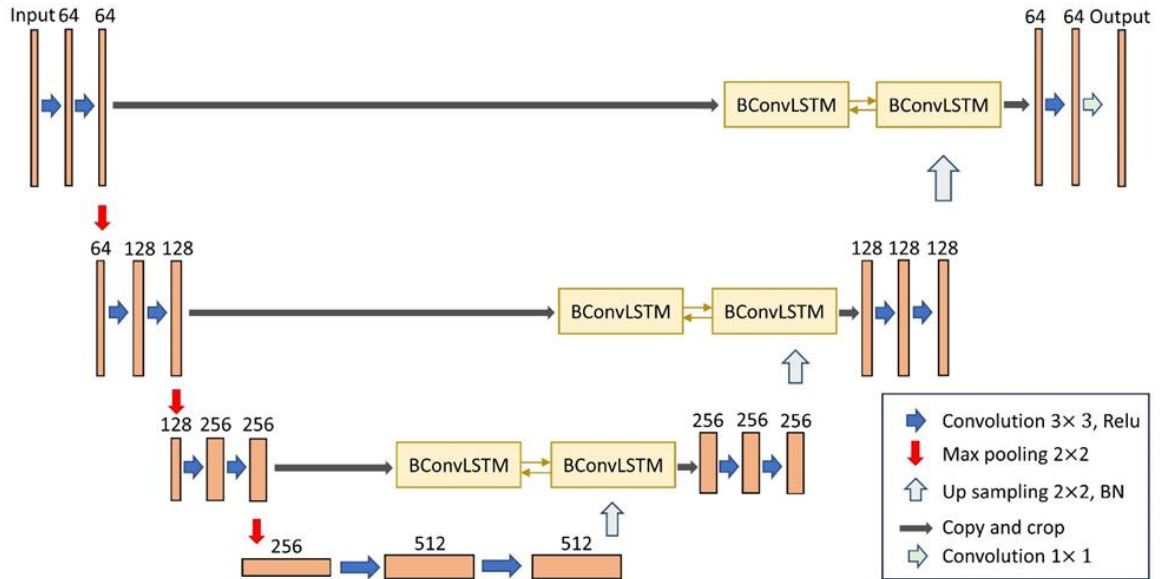 Input 64 64
64 64 Output
BConvLSTM BConvLSTM
64 128 128
128 128 128
BConvLSTM BConvLSTM
128 256 256
256 256 256
BConvLSTM BConvLSTM
256 512 512
Convolution 3× 3, Relu
Max pooling 2×2
Up sampling 2×2, BN
Copy and crop
Convolution 1× 1